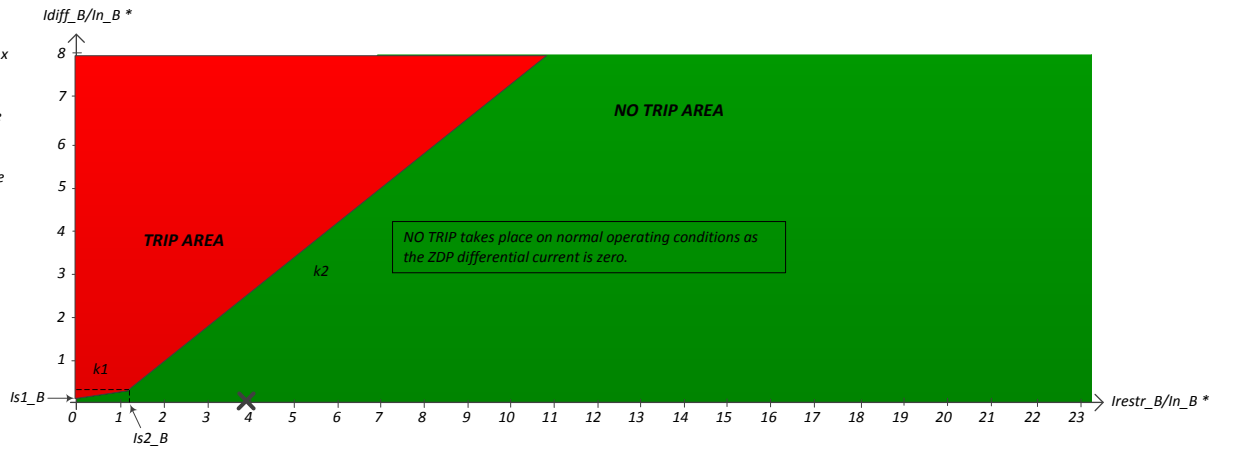 Idiff_B/In_B *
x
8
7
6
e
5
TRIP AREA
NO TRIP AREA
4
NO TRIP takes place on normal operating conditions as
the ZDP differential current is zero.
3
k2
2
1
k1
Is1_B
0 1 2 3 4 5 6 7 8 9 10 11 12 13 14 15 16 17 18 19 20 21 22 23
Irestr_B/In_B *
Is2_B